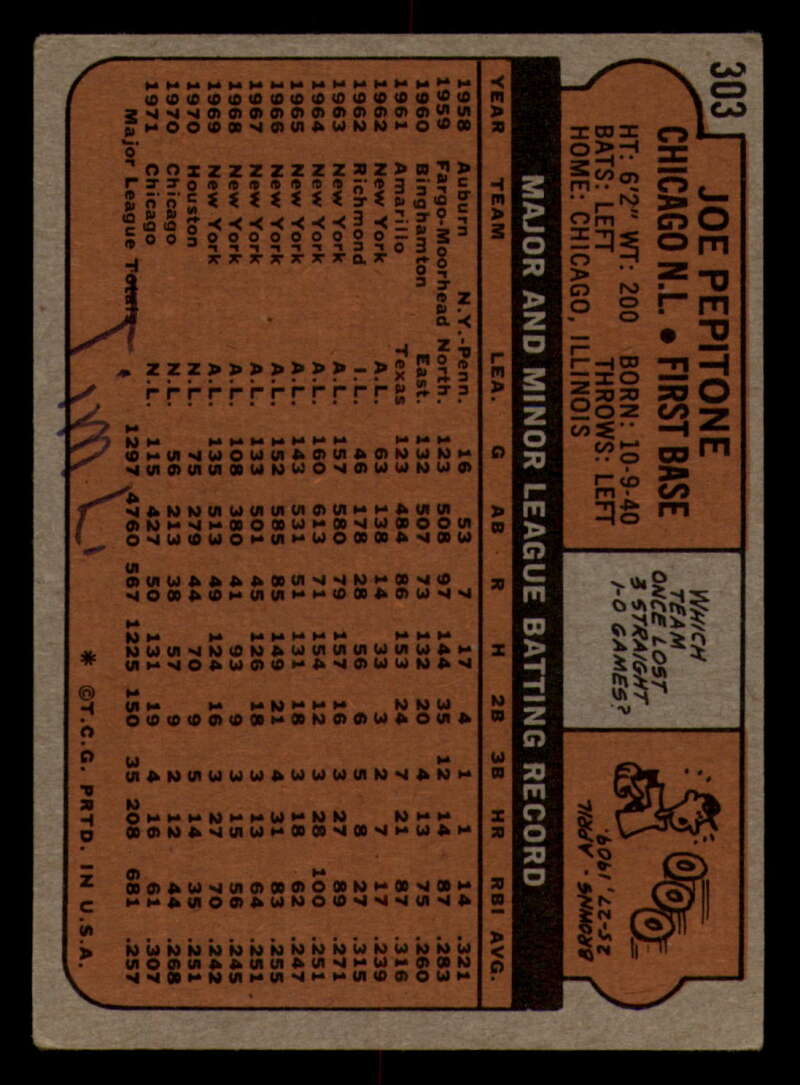 303
JOE PEPITONE
CHICAGO N.L. • FIRST BASE
HT: 6'2" WT: 200 BORN: 10-9-40
BATS: LEFT THROWS: LEFT
HOME: CHICAGO, ILLINOIS
WHICH
TEAM
ONCE LOST
3 STRAIGHT
1-0 GAMES?
BROWNS - APRIL
25-27, 1909.
MAJOR AND MINOR LEAGUE BATTING RECORD
YEAR TEAM LEA. G AB R H 2B 3B HR RBI AVG.
1958 Auburn N.Y.-Penn. 16 53 7 17 4 1 1 14 .321
1959 Fargo-Moorhead North. 123 508 97 144 35 12 14 87 .283
1960 Binghamton East. 132 507 73 132 20 4 13 75 .260
1961 Amarillo Texas 123 484 86 153 24 7 21 87 .316
1962 New York A.L. 63 138 14 33 3 2 7 17 .239
1962 Richmond I.L. 46 178 28 56 6 5 8 27 .315
1963 New York A.L. 157 580 79 157 16 3 27 89 .271
1964 New York A.L. 160 613 71 154 12 3 28 100 .251
1965 New York A.L. 143 531 51 131 18 3 18 62 .247
1966 New York A.L. 152 585 85 149 21 4 31 83 .255
1967 New York A.L. 133 501 45 126 18 3 13 64 .251
1968 New York A.L. 108 380 41 93 9 3 15 56 .245
1969 New York A.L. 135 513 49 124 16 3 27 70 .242
1970 Houston N.L. 75 279 44 70 9 5 14 35 .251
1970 Chicago N.L. 56 213 38 57 9 2 12 44 .268
1971 Chicago N.L. 115 427 50 131 19 4 16 61 .307
Major League Totals 1297 4760 567 1225 150 35 208 681 .257
* ©T.C.G. PRTD. IN U.S.A.